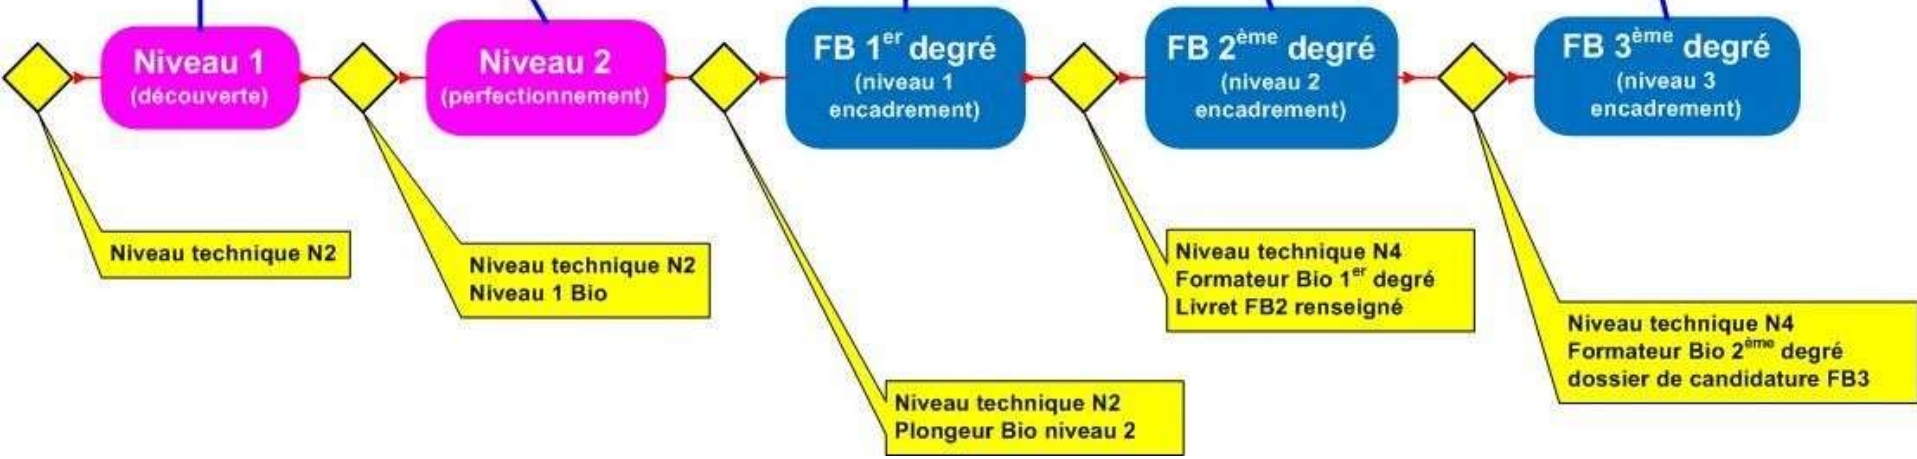 Niveau 1
(découverte)
Niveau 2
(perfectionnement)
FB 1er degré
(niveau 1
encadrement)
FB 2ème degré
(niveau 2
encadrement)
FB 3ème degré
(niveau 3
encadrement)
Niveau technique N2
Niveau technique N2
Niveau 1 Bio
Niveau technique N2
Plongeur Bio niveau 2
Niveau technique N4
Formateur Bio 1er degré
Livret FB2 renseigné
Niveau technique N4
Formateur Bio 2ème degré
dossier de candidature FB3